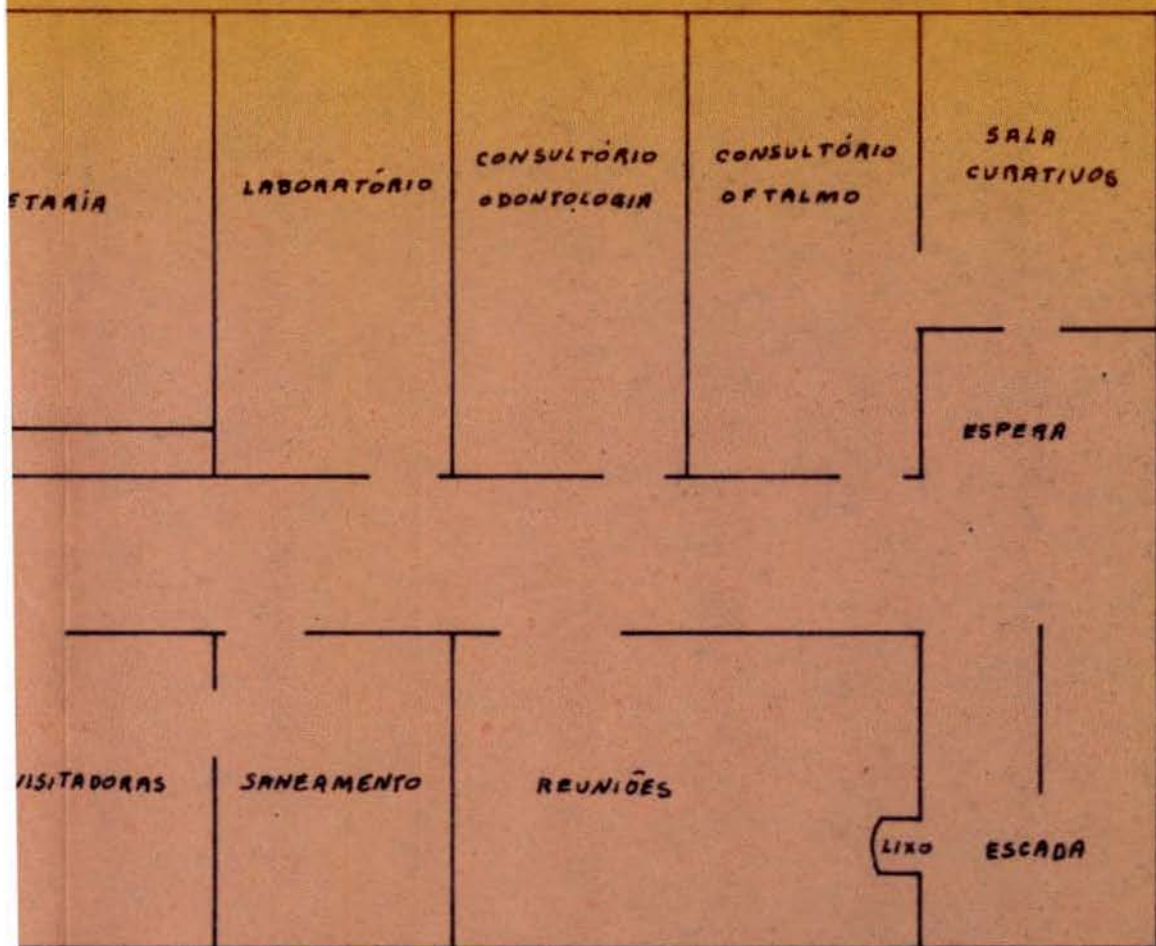 ETARIA
LABORATÓRIO
CONSULTÓRIO
ODONTOLOGIA
CONSULTÓRIO
OFTALMO
SALA
CURATIVOS
ESPERA
VISITADORAS
SANEAMENTO
REUNIÕES
LIXO
ESCADA